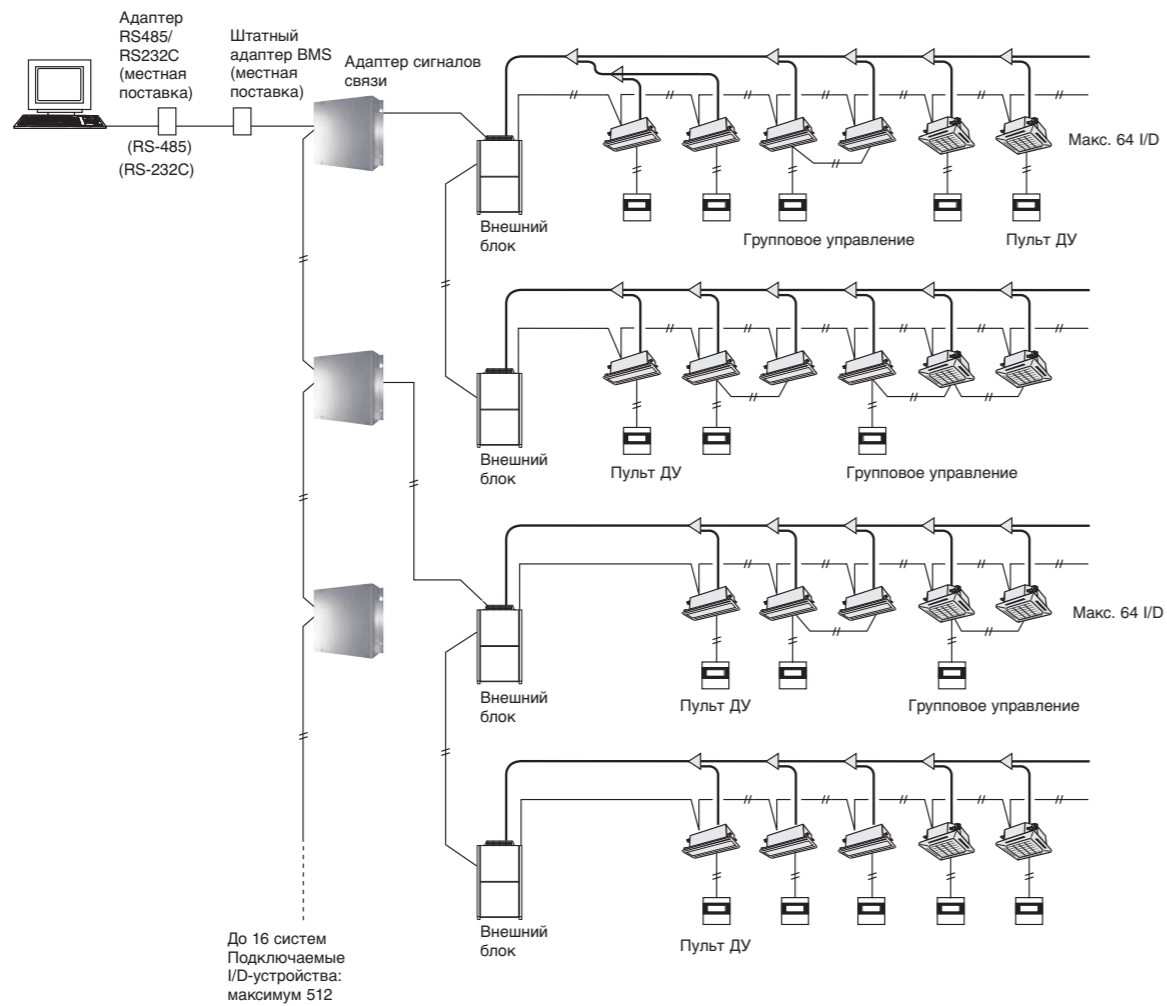 Адаптер
RS485/
RS232C
(местная
поставка)
Штатный
адаптер BMS
(местная
поставка)
Адаптер сигналов
связи
(RS-485)
(RS-232C)
Макс. 64 I/D
Внешний
блок
Групповое управление
Пульт ДУ
Внешний
блок
Пульт ДУ
Групповое управление
Макс. 64 I/D
Внешний
блок
Пульт ДУ
Групповое управление
Внешний
блок
Пульт ДУ
До 16 систем
Подключаемые
I/D-устройства:
максимум 512